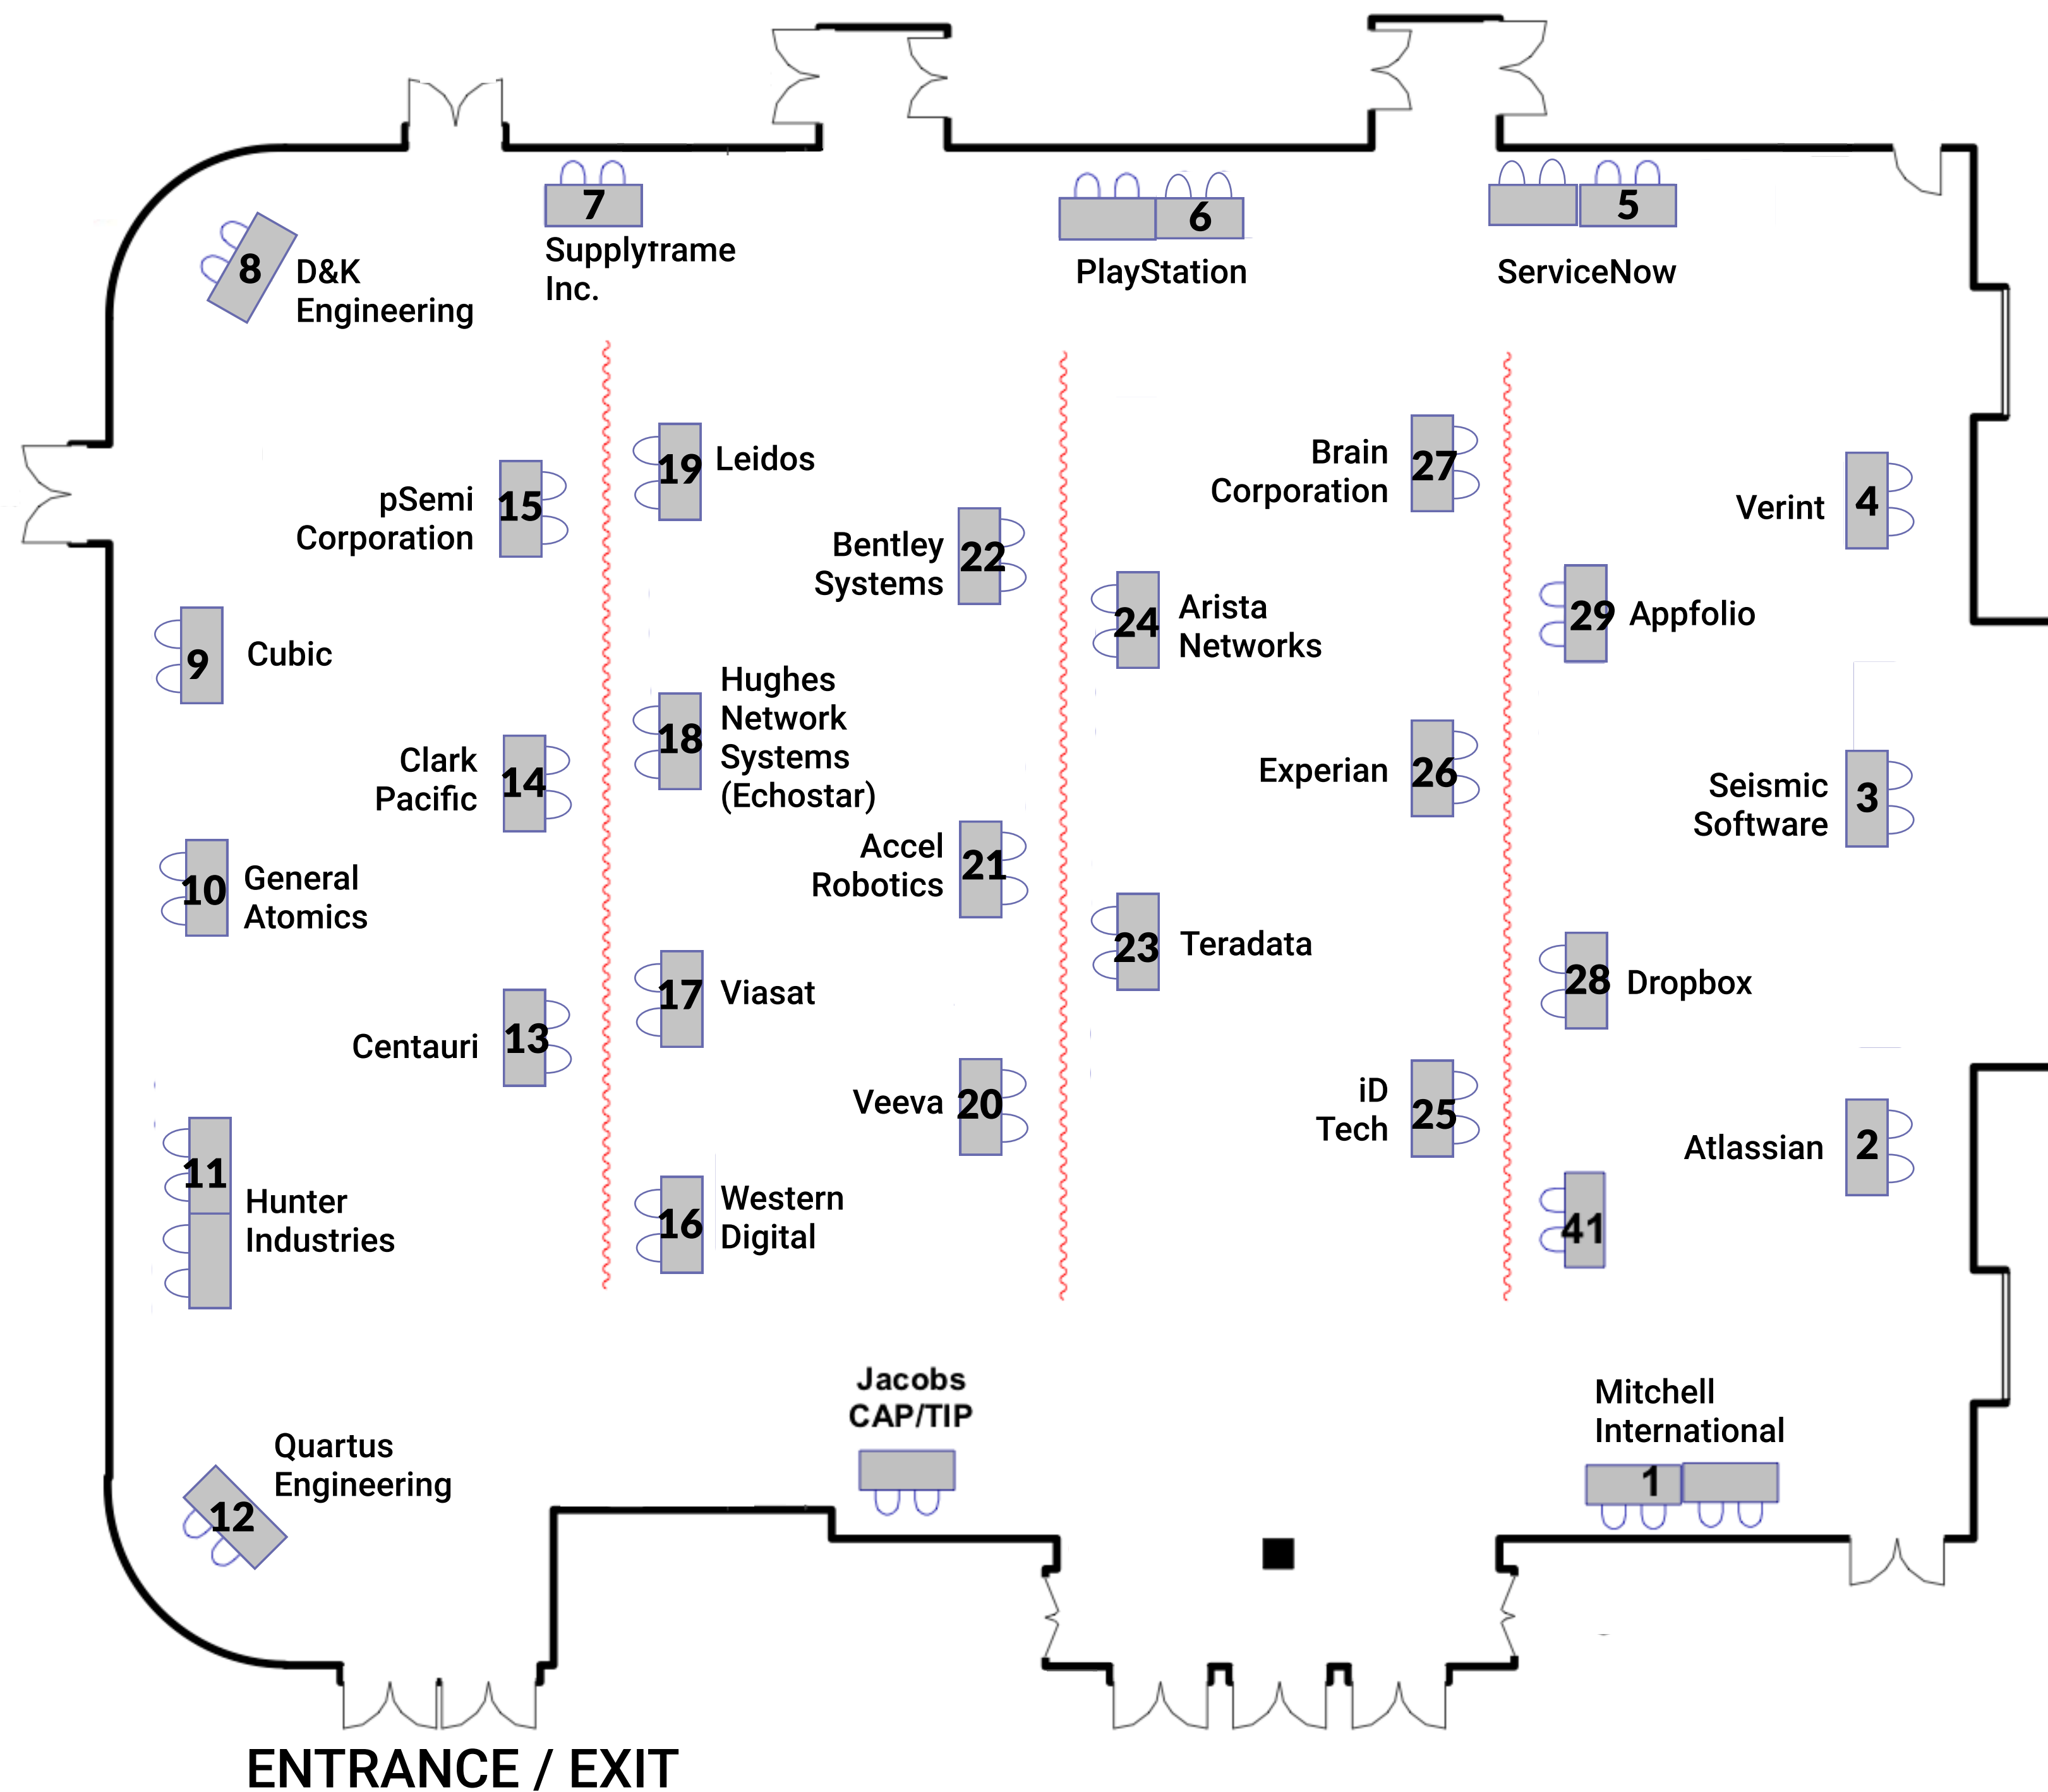 7
Supplyframe
Inc.
6
PlayStation
5
ServiceNow
8
D&K
Engineering
19
Leidos
Brain
Corporation
27
pSemi
Corporation
15
Verint
4
Bentley
Systems
22
24
Arista
Networks
29
Appfolio
9
Cubic
18
Hughes
Network
Systems
(Echostar)
Clark
Pacific
14
Experian
26
Seismic
Software
3
10
General
Atomics
Accel
Robotics
21
23
Teradata
28
Dropbox
17
Viasat
Centauri
13
Veeva
20
iD
Tech
25
Atlassian
2
11
Hunter
Industries
16
Western
Digital
41
Jacobs
CAP/TIP
Mitchell
International
1
Quartus
Engineering
12
ENTRANCE / EXIT